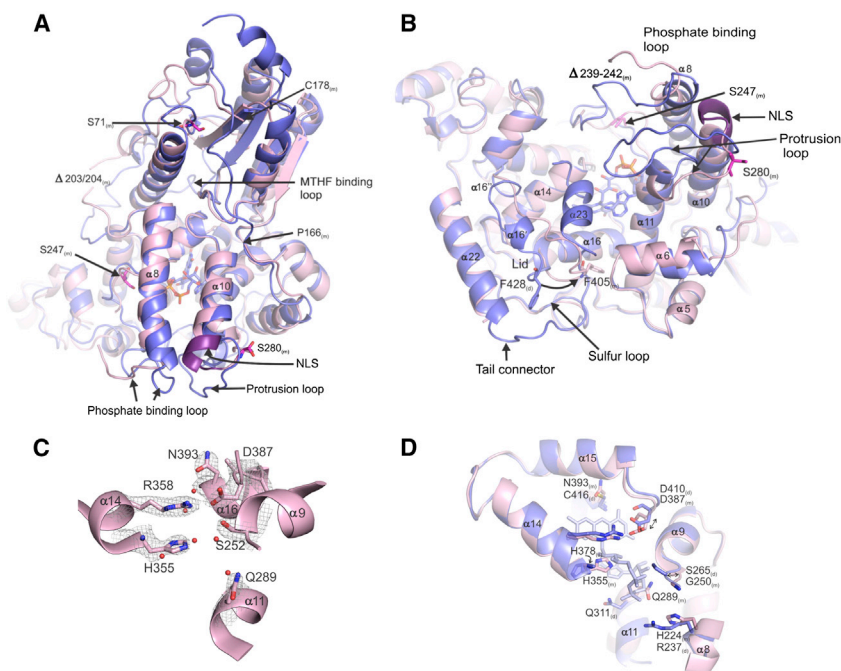 A
C178(m)
S71(m)
Δ 203/204(m)
MTHF binding
loop
P166(m)
S247(m)
α8
α10
S280(m)
NLS
Protrusion loop
Phosphate binding loop
B
Phosphate binding
loop
Δ 239-242(m)
α8
S247(m)
NLS
Protrusion
loop
S280(m)
α16'
α14
α23
α11
α10
α16'
α16
α22
Lid
α6
F428(d)
F405(m)
α5
Sulfur loop
Tail connector
C
N393
D387
R358
α14
α16
α9
S252
H355
Q289
α11
D
α15
N393(m)
C416(d)
D410(d)
D387(m)
α14
α9
H378(d)
H355(m)
S265(d)
G250(m)
Q289(m)
Q311(d)
α11
H224(m)
R237(d)
α8